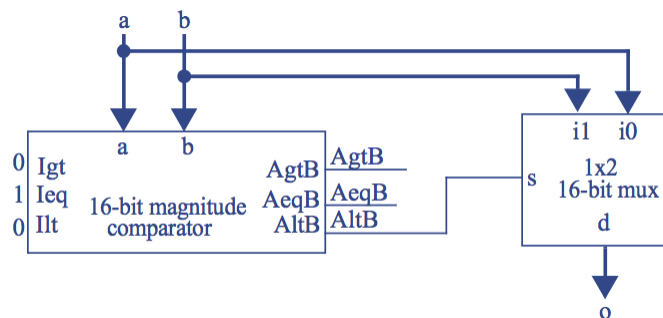 a b
a b
i1 i0
0 Igt
AgtB AgtB
1x2
s
16-bit mux
1 Ieq
16-bit magnitude
AeqB AeqB
0 Ilt
comparator
AltB AltB
d
o